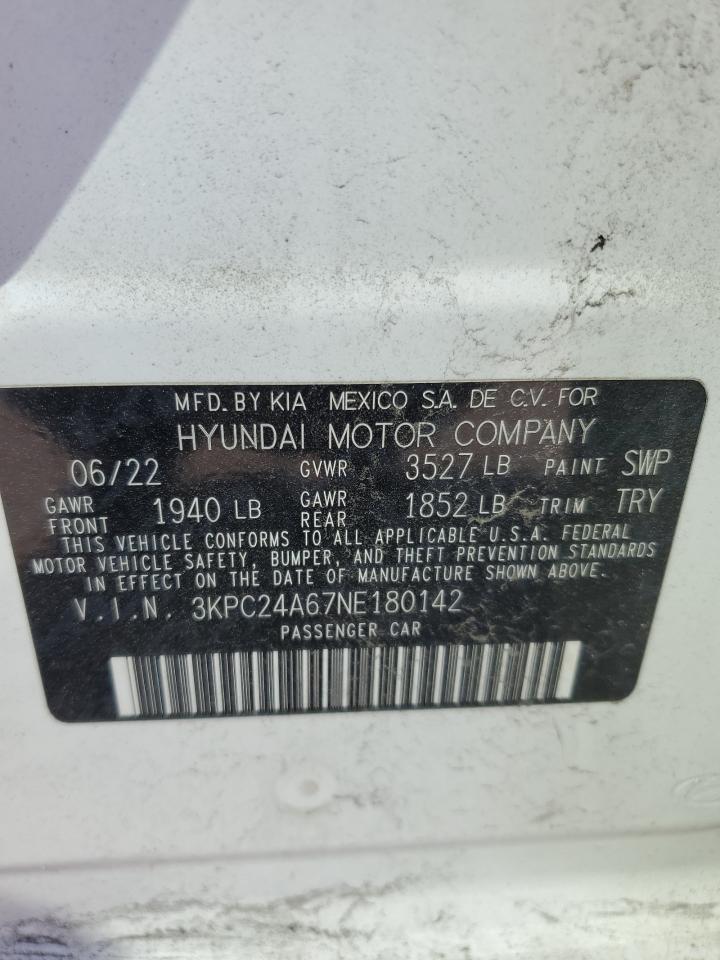 MFD. BY KIA MEXICO S.A. DE C.V. FOR
HYUNDAI MOTOR COMPANY
06/22 GVWR 3527 LB PAINT SWP
GAWR FRONT 1940 LB GAWR REAR 1852 LB TRIM TRY
THIS VEHICLE CONFORMS TO ALL APPLICABLE U.S.A. FEDERAL
MOTOR VEHICLE SAFETY, BUMPER, AND THEFT PREVENTION STANDARDS
IN EFFECT ON THE DATE OF MANUFACTURE SHOWN ABOVE.
V.I.N. 3KPC24A67NE180142
PASSENGER CAR